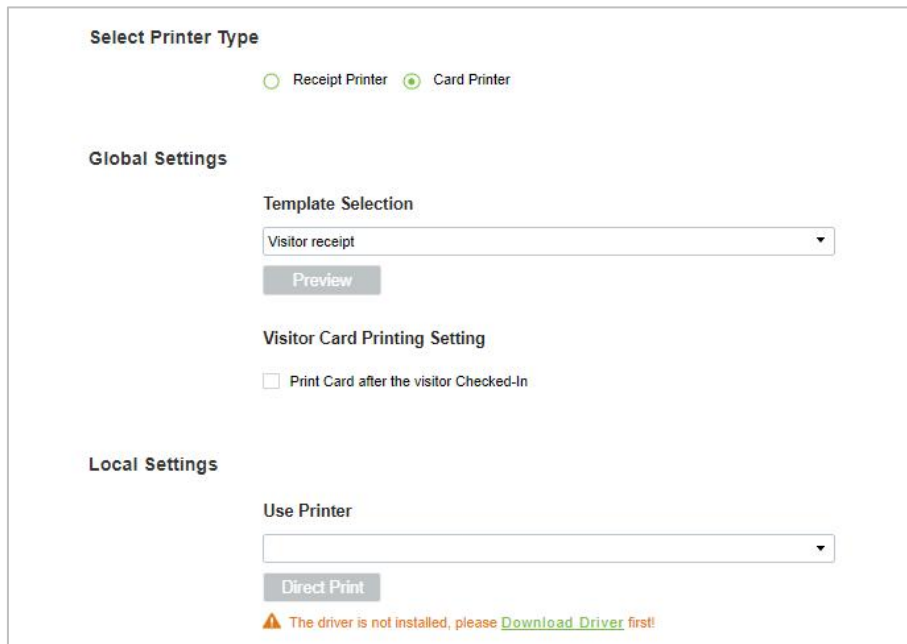 Select Printer Type
Receipt Printer Card Printer
Global Settings
Template Selection
Visitor receipt
Preview
Visitor Card Printing Setting
Print Card after the visitor Checked-In
Local Settings
Use Printer
Direct Print
The driver is not installed, please Download Driver first!